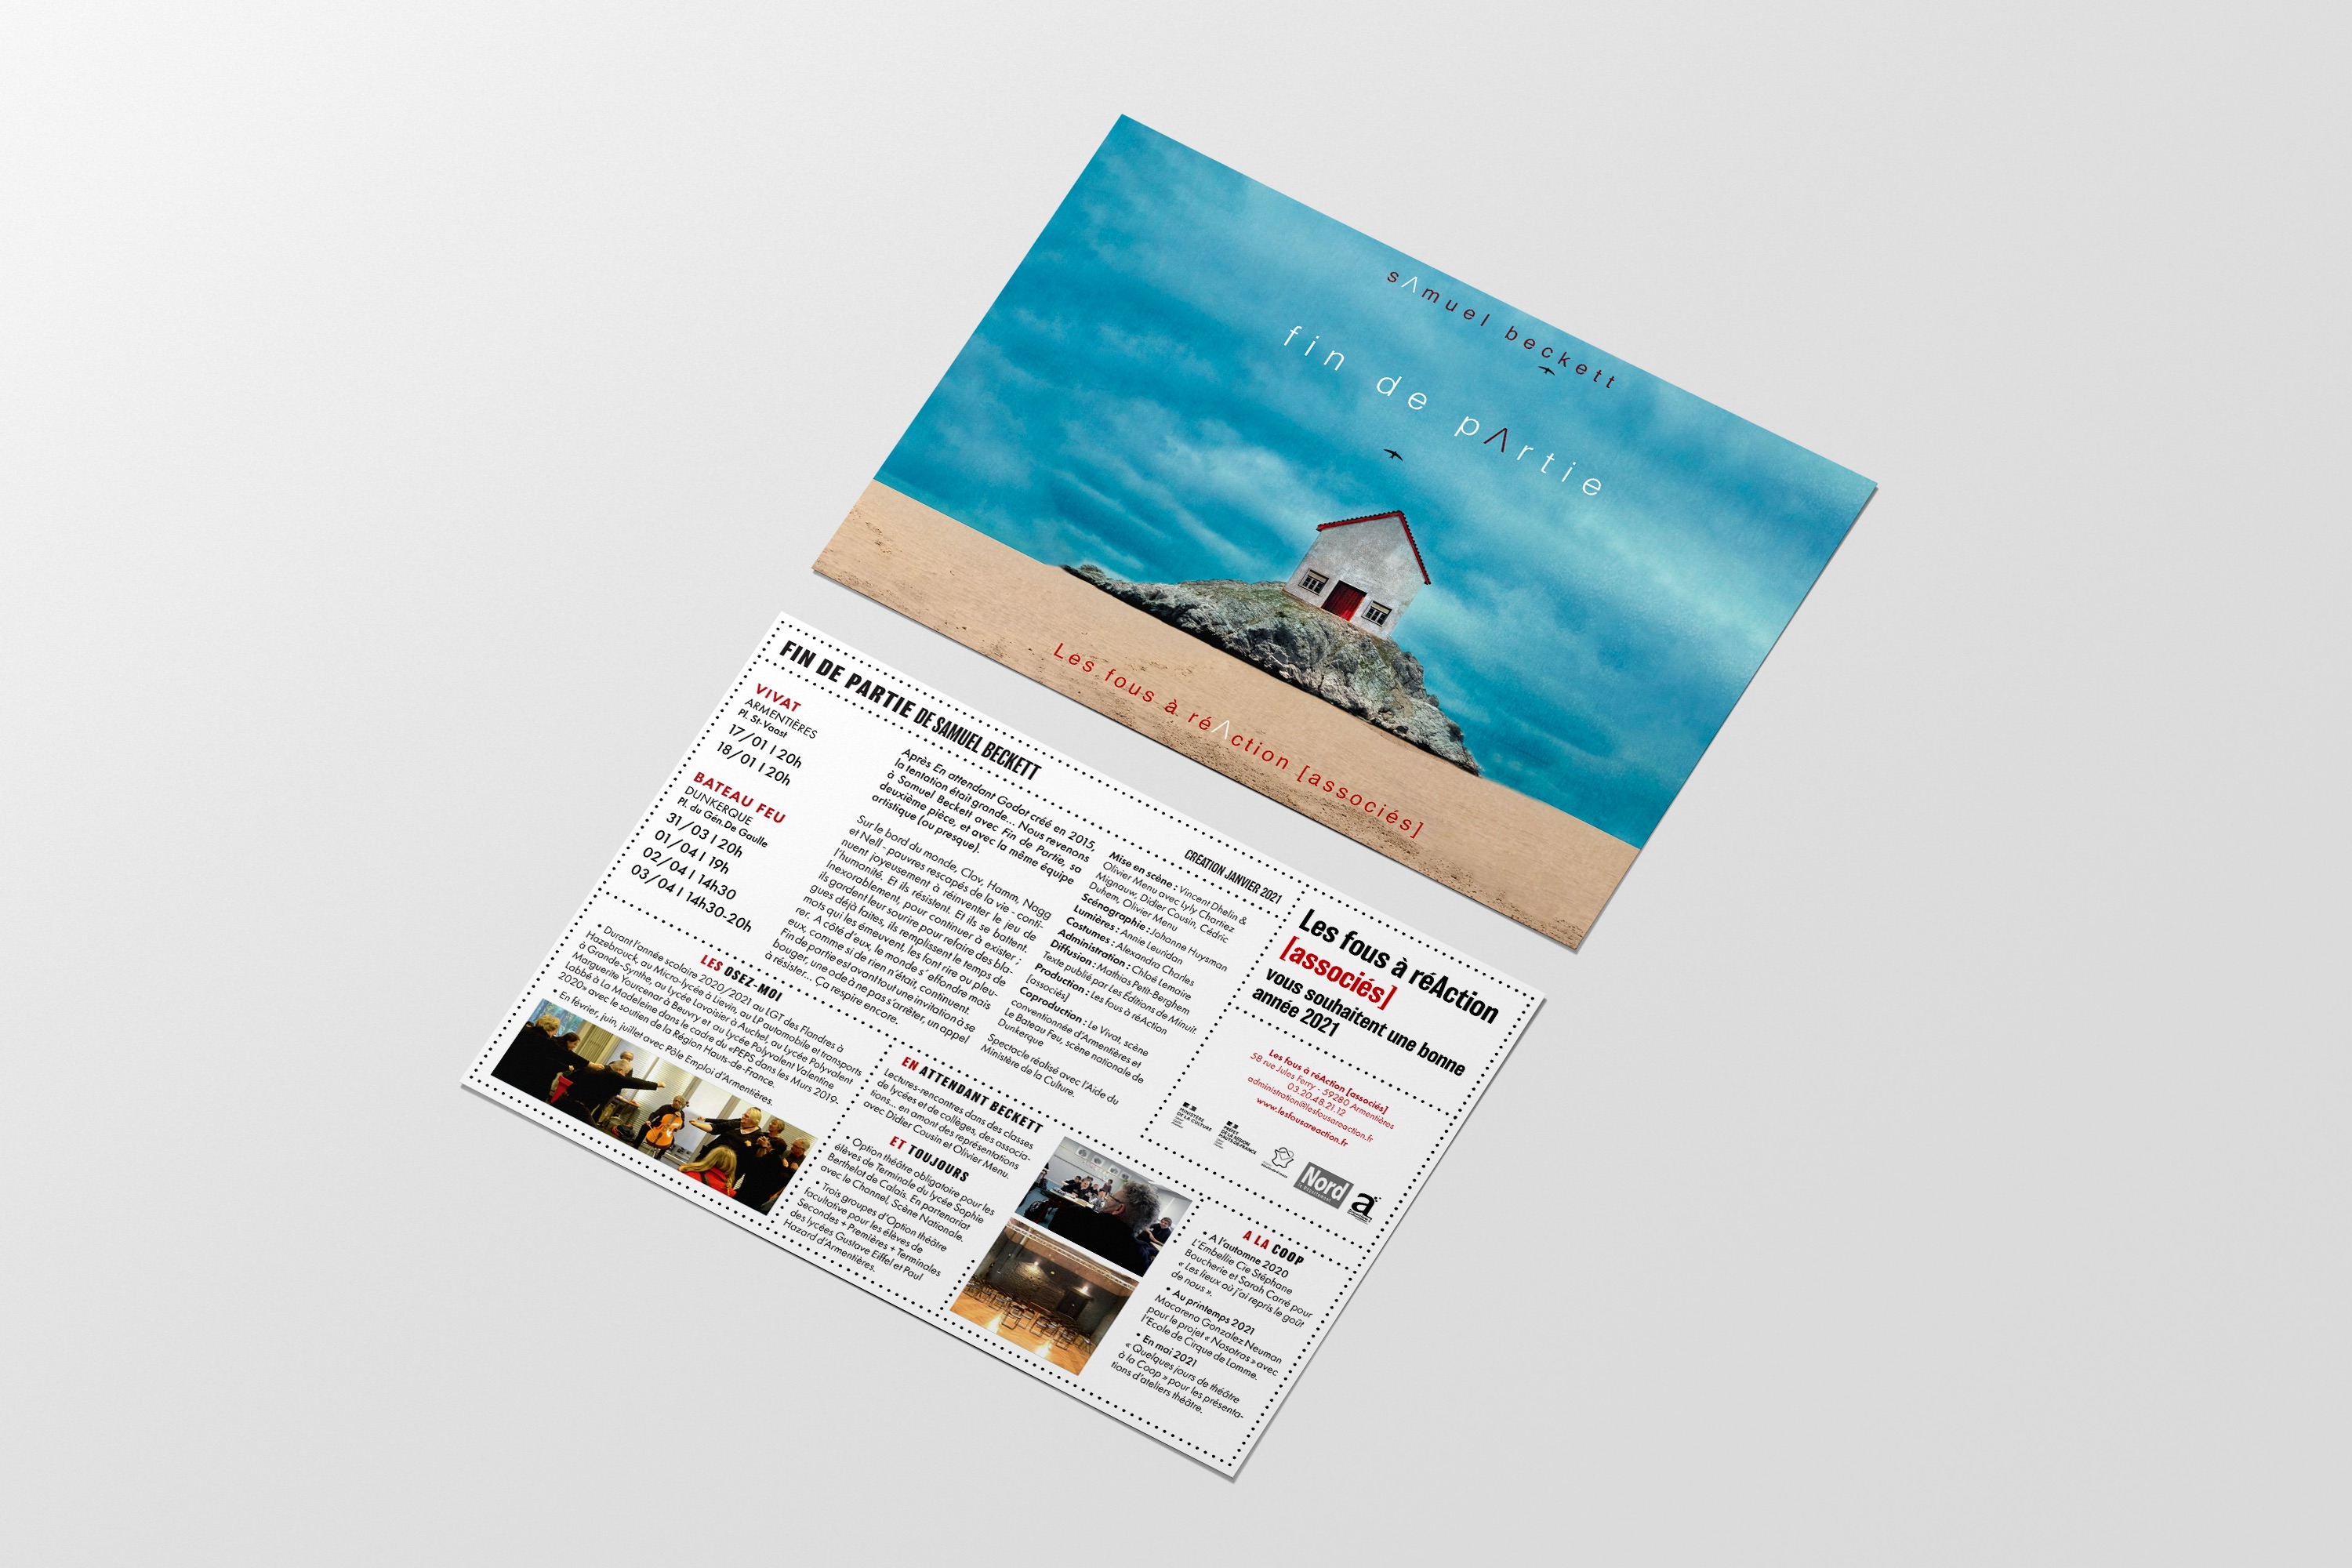 sΛmuel beckett
fin de pΛrtie
Les fous à réΛction [associés]
FIN DE PARTIE DE SAMUEL BECKETT
CRÉATION JANVIER 2021
VIVAT
ARMENTIÈRES
Pl. St-Vaast
17/01 | 20h
18/01 | 20h
BATEAU FEU
DUNKERQUE
Pl. du Gén.De Gaulle
31/03 | 20h
01/04 | 19h
02/04 | 14h30
03/04 | 14h30-20h
Après En attendant Godot créé en 2015,
la tentation était grande... Nous revenons
à Samuel Beckett avec Fin de Partie, sa
deuxième pièce, et avec la même équipe
artistique (ou presque).
Sur le bord du monde, Clov, Hamm, Nagg
et Nell - pauvres rescapés de la vie - conti-
nuent joyeusement à réinventer le jeu de
l'humanité. Et ils résistent. Et ils se battent.
Inexorablement, pour continuer à exister ;
ils gardent leur sourire pour refaire des bla-
gues déjà faites, ils remplissent le temps de
mots qui les émeuvent, les font rire ou pleu-
rer. A côté d'eux, le monde s' effondre mais
eux, comme si de rien n'était, continuent.
Fin de partie est avant tout une invitation à se
bouger, une ode à ne pas s'arrêter, un appel
à résister... Ça respire encore.
Mise en scène : Vincent Dhelin &
Olivier Menu avec Lyly Chartiez
Mignauw, Didier Cousin, Cédric
Duhem, Olivier Menu
Scénographie : Johanne Huysman
Lumières : Annie Leuridan
Costumes : Alexandra Charles
Administration : Chloé Lemaire
Diffusion : Mathias Petit-Berghem
Texte publié par Les Éditions de Minuit.
Production : Les fous à réAction
[associés]
Coproduction : Le Vivat, scène
conventionnée d'Armentières et
Le Bateau Feu, scène nationale de
Dunkerque
Spectacle réalisé avec l'Aide du
Ministère de la Culture.
Les fous à réAction
[associés]
vous souhaitent une bonne
année 2021
Les fous à réAction [associés]
58 rue Jules Ferry - 59280 Armentières
03.20.48.21.12
administration@lesfousareaction.fr
www.lesfousareaction.fr
MINISTÈRE
DE LA CULTURE
PRÉFET
DE LA RÉGION
HAUTS-DE-FRANCE
Nord
a
LES OSEZ-MOI
• Durant l'année scolaire 2020/2021 au LGT des Flandres à
Hazebrouck, au Micro-lycée à Lievin, au LP automobile et transports
à Grande-Synthe, au Lycée Lavoisier à Auchel, au Lycée Polyvalent
Marguerite Yourcenar à Beuvry et au Lycée Polyvalent Valentine
Labbé à La Madeleine dans le cadre du «PEPS dans les Murs 2019-
2020» avec le soutien de la Région Hauts-de-France.
• En février, juin, juillet avec Pôle Emploi d'Armentières.
EN ATTENDANT BECKETT
Lectures-rencontres dans des classes
de lycées et de collèges, des associa-
tions... en amont des représentations
avec Didier Cousin et Olivier Menu.
ET TOUJOURS
• Option théâtre obligatoire pour les
élèves de Terminale du lycée Sophie
Berthelot de Calais. En partenariat
avec le Channel, Scène Nationale.
• Trois groupes d'Option théâtre
facultative pour les élèves de
Secondes + Premières + Terminales
des lycées Gustave Eiffel et Paul
Hazard d'Armentières.
A LA COOP
• A l'automne 2020
L'Embellie Cie Stéphane
Boucherie et Sarah Carré pour
« Les lieux où j'ai repris le goût
de nous ».
• Au printemps 2021
Macarena Gonzalez Neuman
pour le projet « Nosotras » avec
l'Ecole de Cirque de Lomme.
• En mai 2021
« Quelques jours de théâtre
à la Coop » pour les présenta-
tions d'ateliers théâtre.